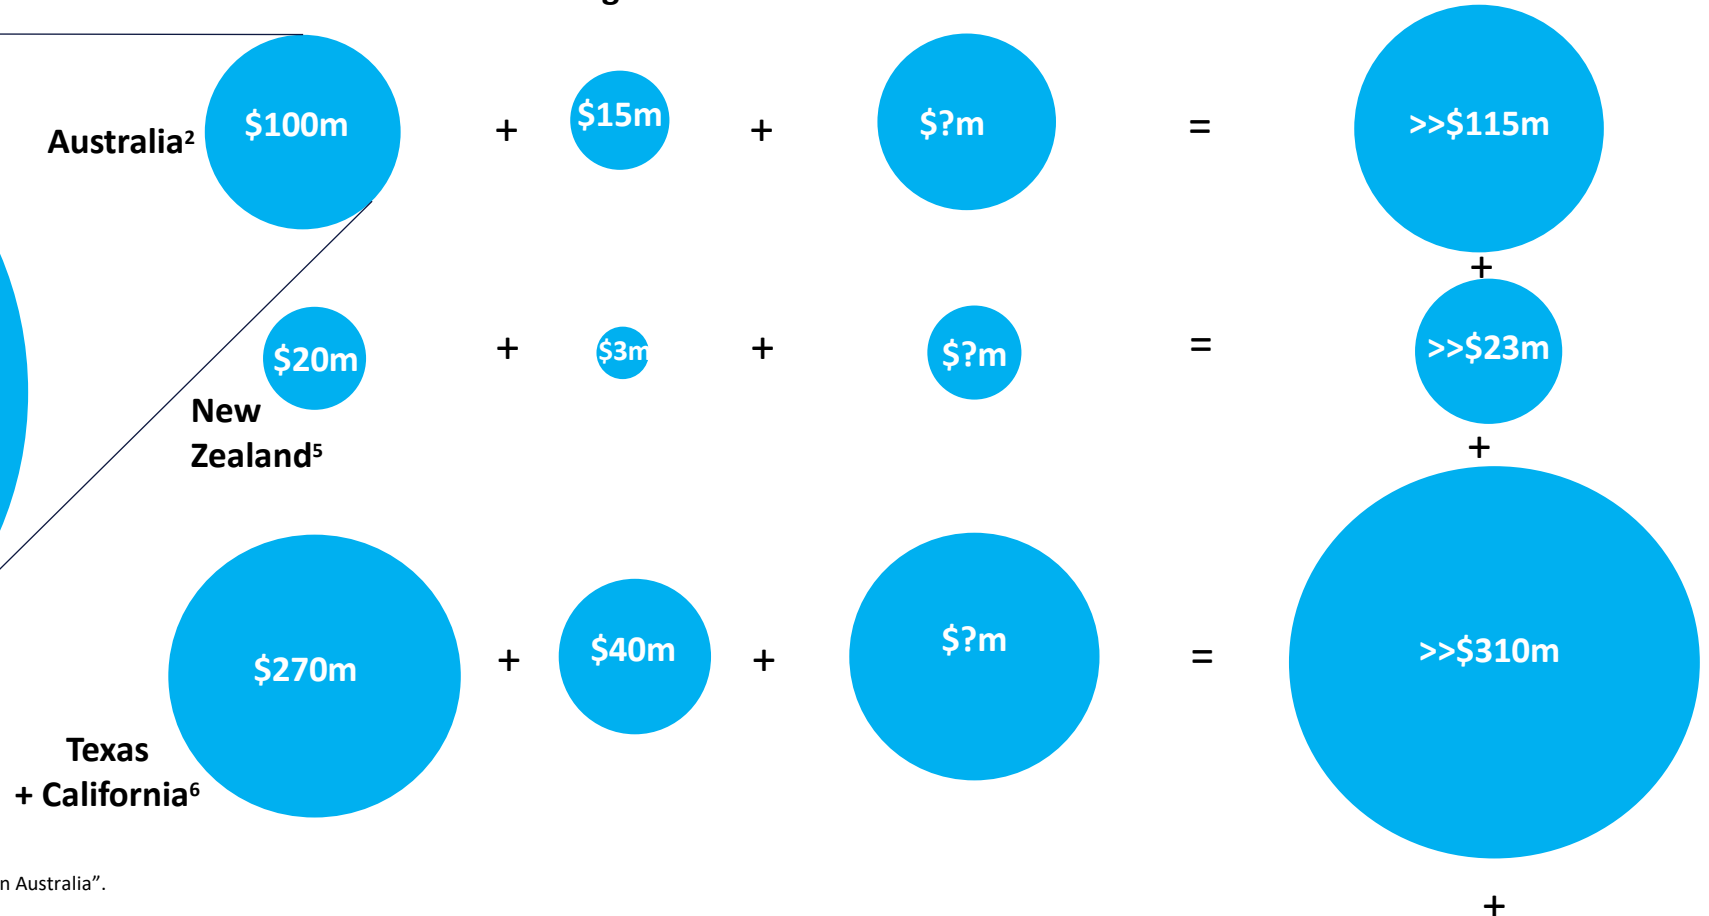 g
Australia² $100m + $15m + $?m = >>$115m
+
$20m + $3m + $?m = >>$23m
New
Zealand⁵
+
$270m + $40m + $?m = >>$310m
Texas
+ California⁶
n Australia”.
+